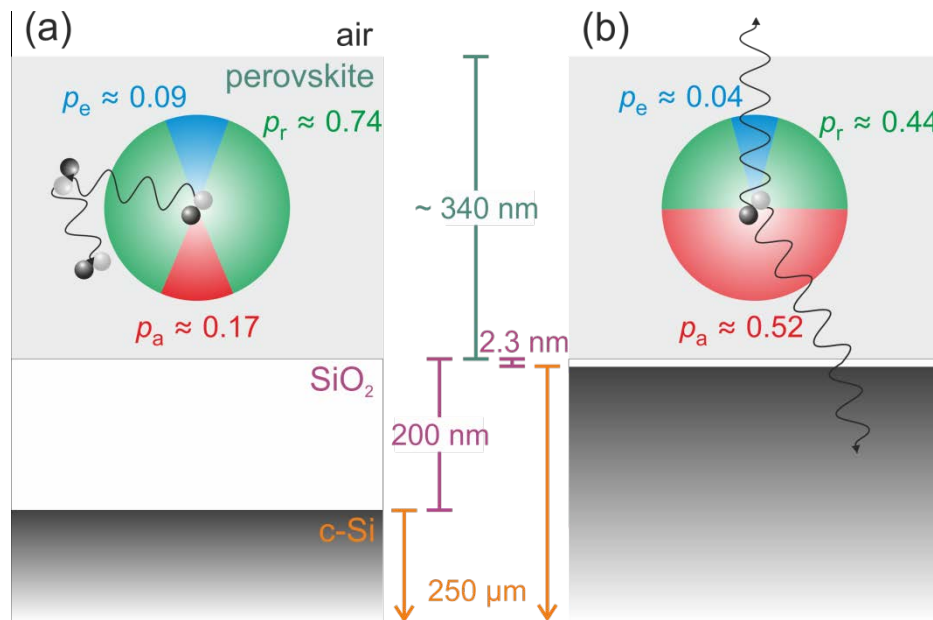 (a)
air
perovskite
pₑ ≈ 0.09
pᵣ ≈ 0.74
pₐ ≈ 0.17
SiO₂
c-Si
~ 340 nm
2.3 nm
200 nm
250 µm
(b)
pₑ ≈ 0.04
pᵣ ≈ 0.44
pₐ ≈ 0.52